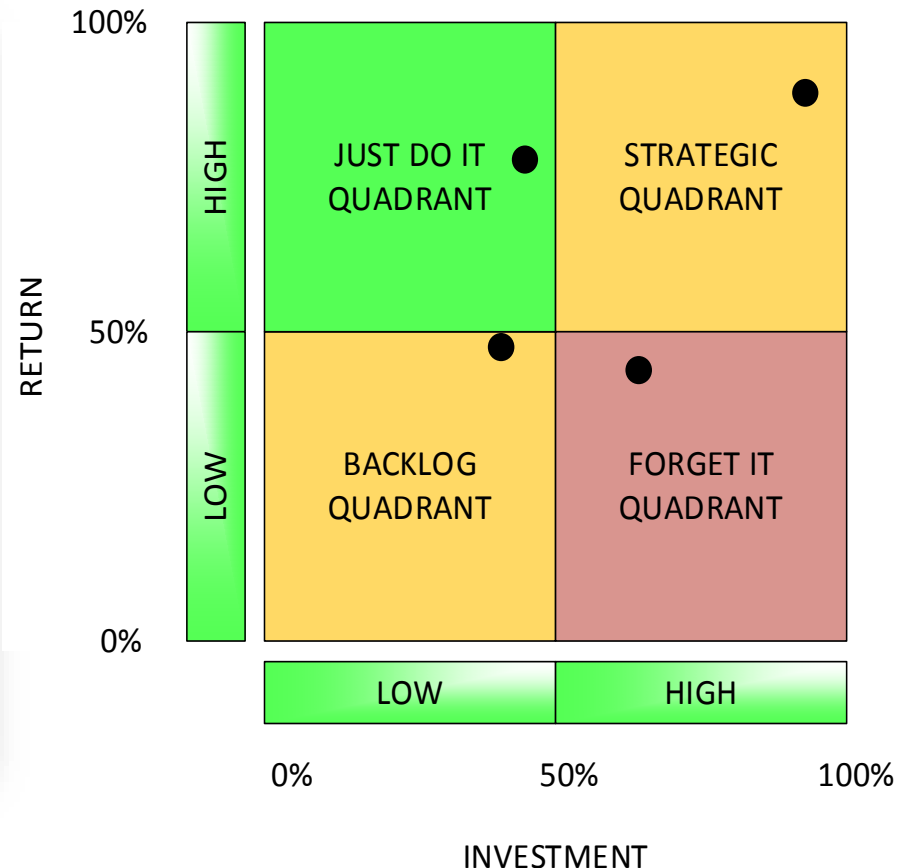 100%
HIGH
JUST DO IT
QUADRANT
STRATEGIC
QUADRANT
RETURN
50%
LOW
BACKLOG
QUADRANT
FORGET IT
QUADRANT
0%
LOW
HIGH
0%
50%
100%
INVESTMENT